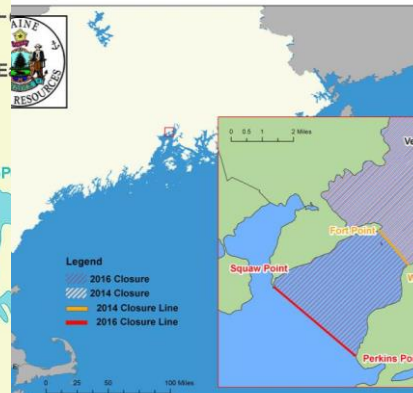 AINE
RESOURCES
0 0.5 1 2 Miles
Fort Point
Squaw Point
Perkins Po
Legend
2016 Closure
2014 Closure
2014 Closure Line
2016 Closure Line
0 25 50 100 Miles